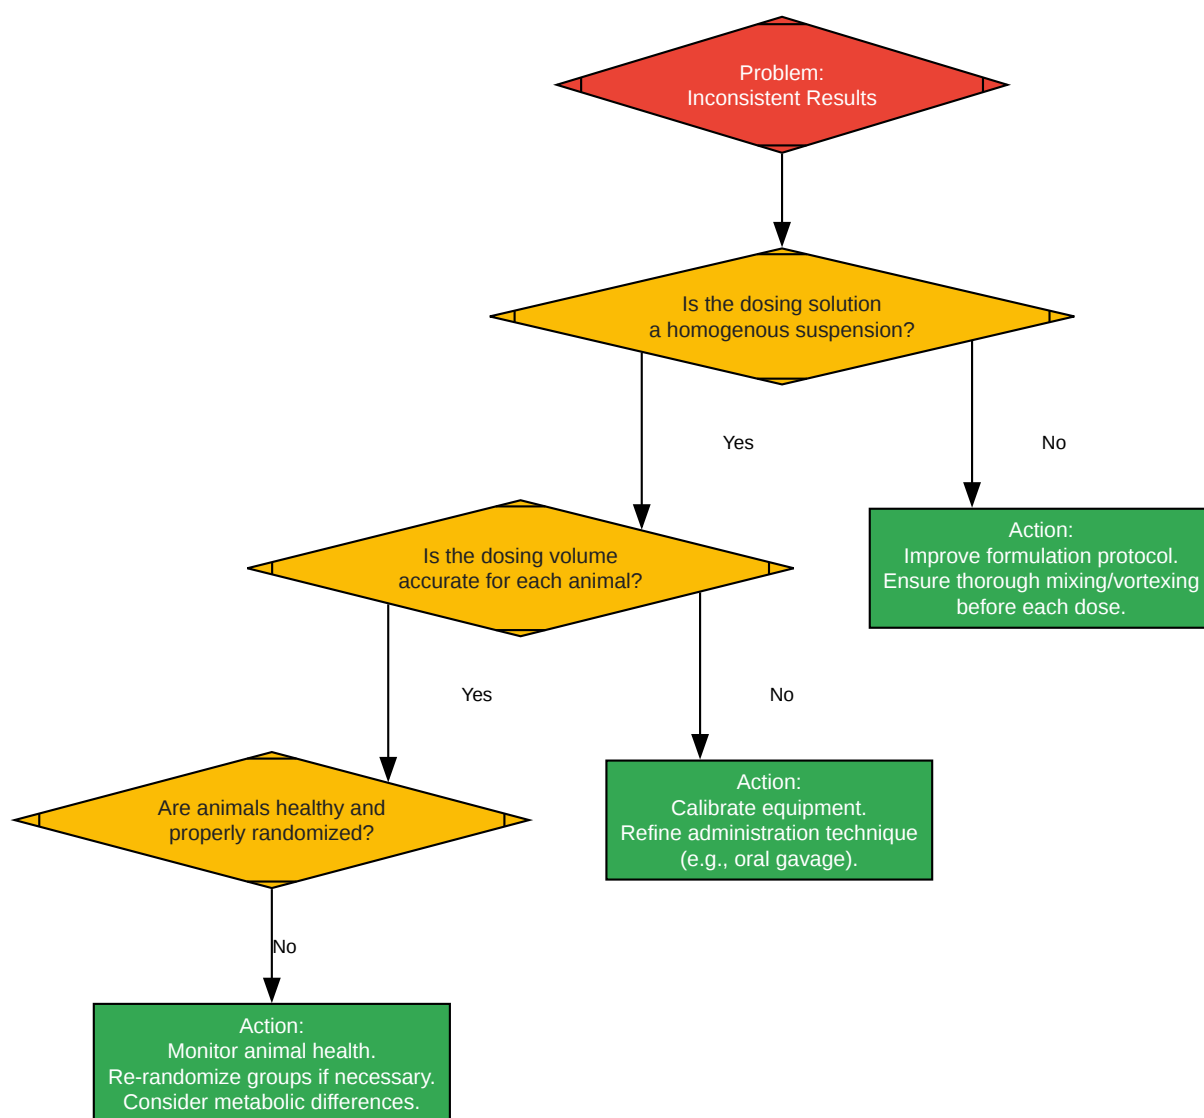 Problem:
Inconsistent Results
Is the dosing solution
a homogenous suspension?
Yes
No
Action:
Improve formulation protocol.
Ensure thorough mixing/vortexing
before each dose.
Is the dosing volume
accurate for each animal?
Yes
No
Action:
Calibrate equipment.
Refine administration technique
(e.g., oral gavage).
Are animals healthy and
properly randomized?
No
Action:
Monitor animal health.
Re-randomize groups if necessary.
Consider metabolic differences.